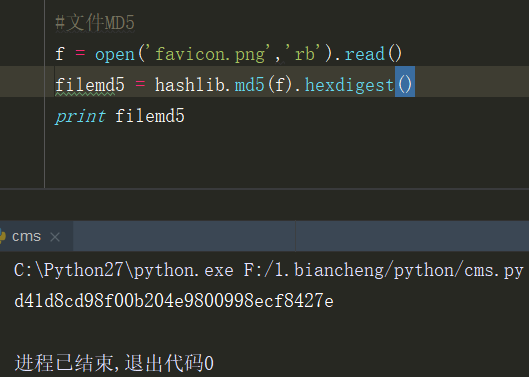 #文件MD5
f = open('favicon.png','rb').read()
filemd5 = hashlib.md5(f).hexdigest()
print filemd5
cms ×
C:\Python27\python.exe F:/1.biancheng/python/cms.py
d41d8cd98f00b204e9800998ecf8427e
进程已结束,退出代码0